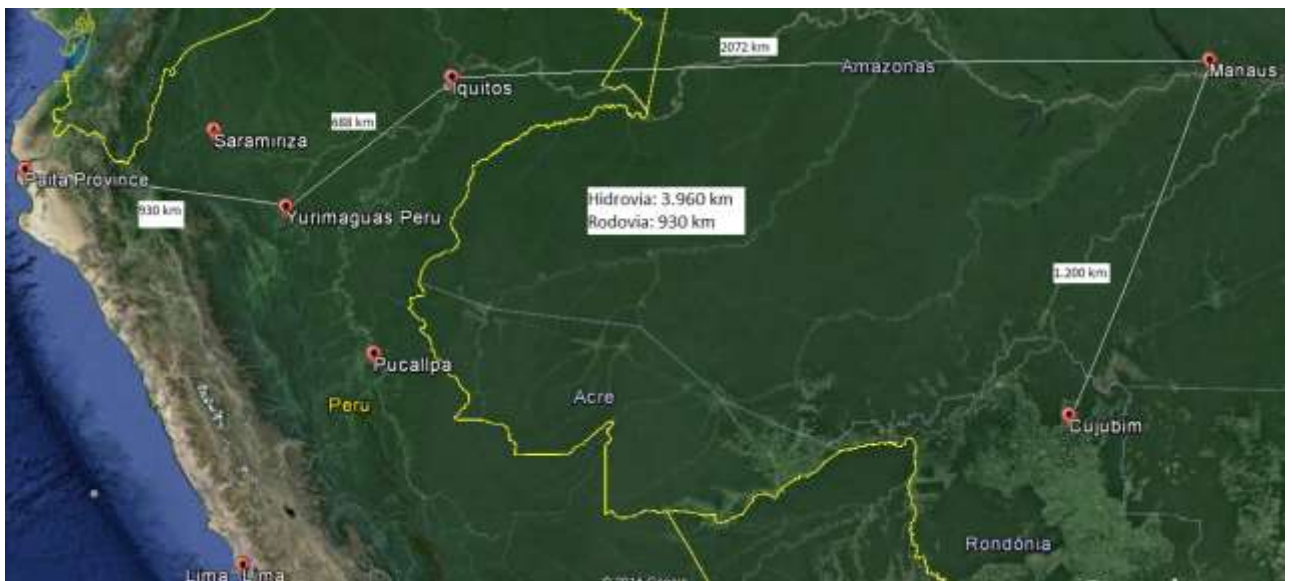 2072 km
Amazonas
Manaus
Iquitos
688 km
Saramiriza
Paita Province
930 km
Yurimaguas Peru
Hidrovia: 3.960 km
Rodovia: 930 km
1.200 km
Pucallpa
Peru
Acre
Cujubim
Rondônia
Lima Lima